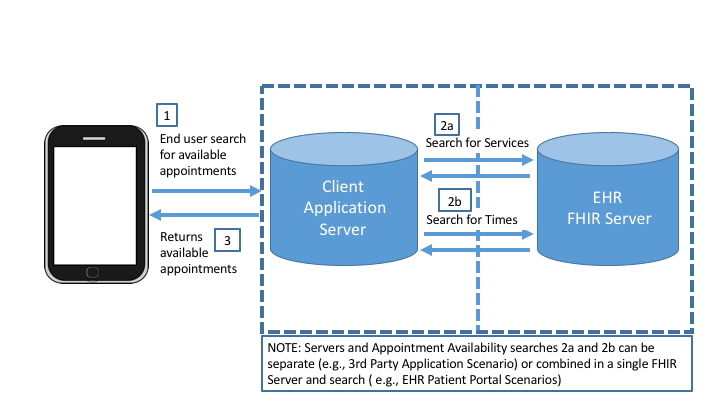 1
End user search
for available
appointments
Returns
available
appointments
3
Client
Application
Server
2a
Search for Services
2b
Search for Times
EHR
FHIR Server
NOTE: Servers and Appointment Availability searches 2a and 2b can be
separate (e.g., 3rd Party Application Scenario) or combined in a single FHIR
Server and search ( e.g., EHR Patient Portal Scenarios)